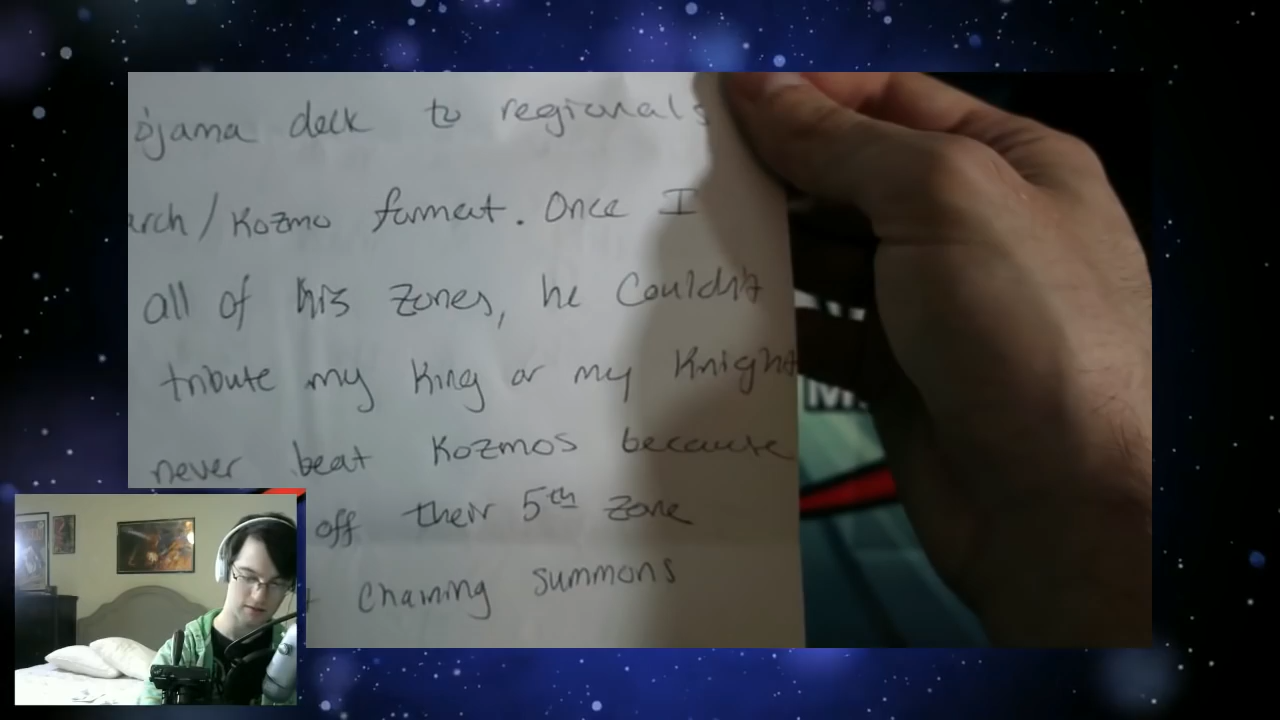 ojama deck to regionals
arch / Kozmo format. Once I
all of his zones, he couldn't
tribute my King or my Knight
never beat Kozmos because
off their 5th zone
chaining summons
M